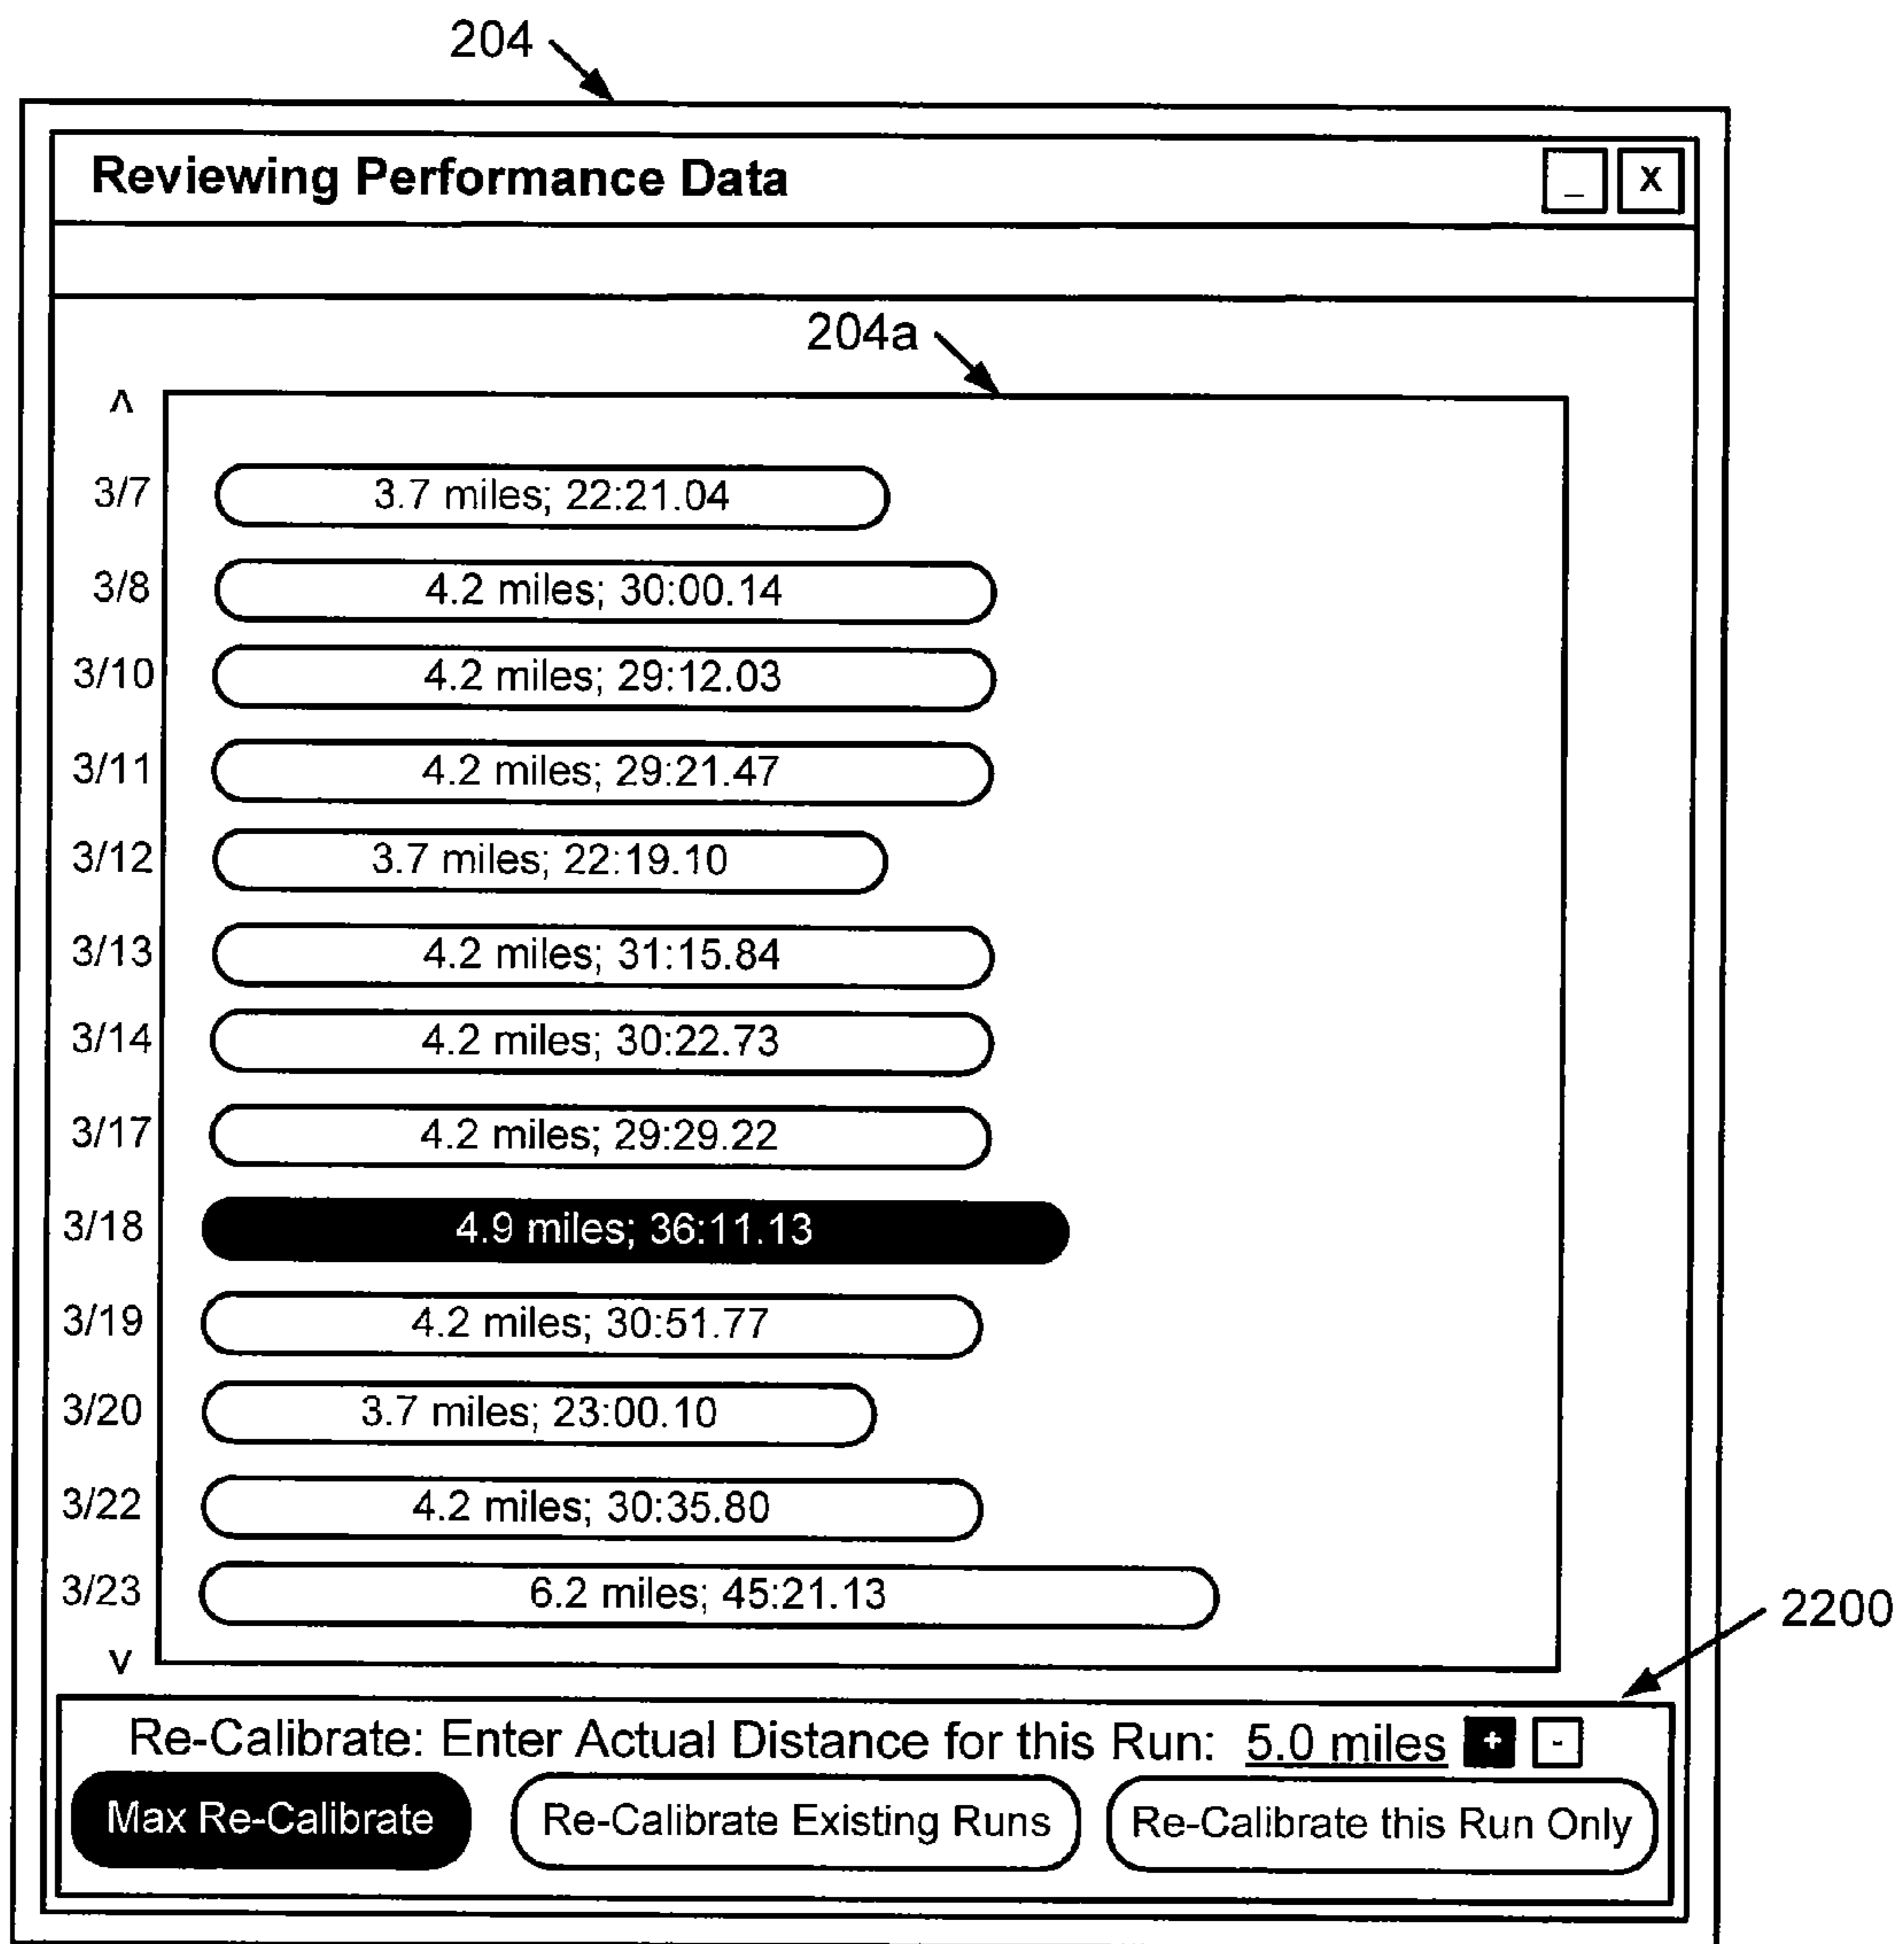 204
Reviewing Performance Data _ X
204a
^
3/7 3.7 miles; 22:21.04
3/8 4.2 miles; 30:00.14
3/10 4.2 miles; 29:12.03
3/11 4.2 miles; 29:21.47
3/12 3.7 miles; 22:19.10
3/13 4.2 miles; 31:15.84
3/14 4.2 miles; 30:22.73
3/17 4.2 miles; 29:29.22
3/18 4.9 miles; 36:11.13
3/19 4.2 miles; 30:51.77
3/20 3.7 miles; 23:00.10
3/22 4.2 miles; 30:35.80
3/23 6.2 miles; 45:21.13
v
2200
Re-Calibrate: Enter Actual Distance for this Run: 5.0 miles + -
Max Re-Calibrate Re-Calibrate Existing Runs Re-Calibrate this Run Only